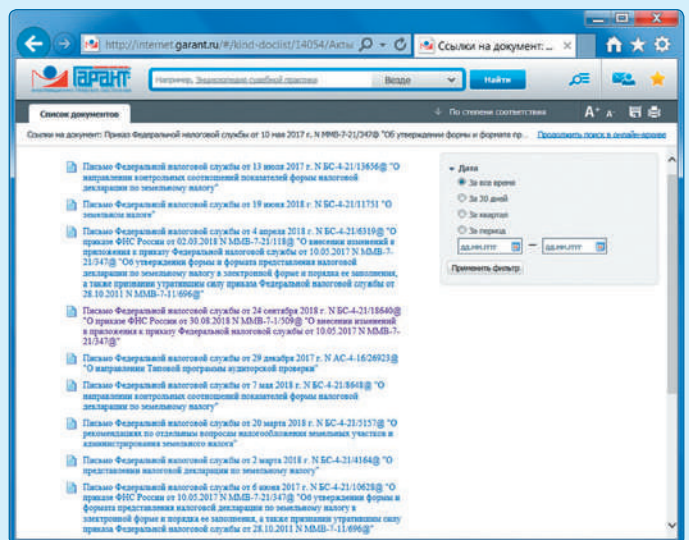 http://internet.garant.ru/#/kind-doclist/14054/Акты
Ссылки на документ: ...
ГАРАНТ
Например, Энциклопедия судебной практики
Везде
Найти
Список документов
По степени соответствия
A+ A-
Ссылки на документ: Приказ Федеральной налоговой службы от 10 мая 2017 г. N ММВ-7-21/347@ "Об утверждении формы и формата пр...
Продолжить поиск в онлайн-архиве
Письмо Федеральной налоговой службы от 13 июля 2017 г. N БС-4-21/13656@ "О
направлении контрольных соотношений показателей формы налоговой
декларации по земельному налогу"
Письмо Федеральной налоговой службы от 19 июня 2018 г. N БС-4-21/11751 "О
земельном налоге"
Письмо Федеральной налоговой службы от 4 апреля 2018 г. N БС-4-21/6319@ "О
приказе ФНС России от 02.03.2018 N ММВ-7-21/118@ "О внесении изменений в
приложения к приказу Федеральной налоговой службы от 10.05.2017 N ММВ-7-
21/347@ "Об утверждении формы и формата представления налоговой
декларации по земельному налогу в электронной форме и порядка ее заполнения,
а также признании утратившим силу приказа Федеральной налоговой службы от
28.10.2011 N ММВ-7-11/696@"
Письмо Федеральной налоговой службы от 24 сентября 2018 г. N БС-4-21/18640@
"О приказе ФНС России от 30.08.2018 N ММВ-7-1/509@ "О внесении изменений
в приложения к приказу Федеральной налоговой службы от 10.05.2017 N ММВ-7-
21/347@"
Письмо Федеральной налоговой службы от 29 декабря 2017 г. N АС-4-16/26923@
"О направлении Типовой программы аудиторской проверки"
Письмо Федеральной налоговой службы от 7 мая 2018 г. N БС-4-21/8648@ "О
направлении контрольных соотношений показателей форм налоговой
декларации по земельному налогу"
Письмо Федеральной налоговой службы от 20 марта 2018 г. N БС-4-21/5157@ "О
рекомендациях по отдельным вопросам налогообложения земельных участков и
администрирования земельного налога"
Письмо Федеральной налоговой службы от 2 марта 2018 г. N БС-4-21/4164@ "О
представлении налоговой декларации по земельному налогу"
Письмо Федеральной налоговой службы от 6 июня 2017 г. N БС-4-21/10628@ "О
приказе ФНС России от 10.05.2017 N ММВ-7-21/347@ "Об утверждении формы и
формата представления налоговой декларации по земельному налогу в
электронной форме и порядка ее заполнения, а также признании утратившим силу
приказа Федеральной налоговой службы от 28.10.2011 N ММВ-7-11/696@"
Дата
За все время
За 30 дней
За квартал
За период
дд.мм.гггг — дд.мм.гггг
Применить фильтр